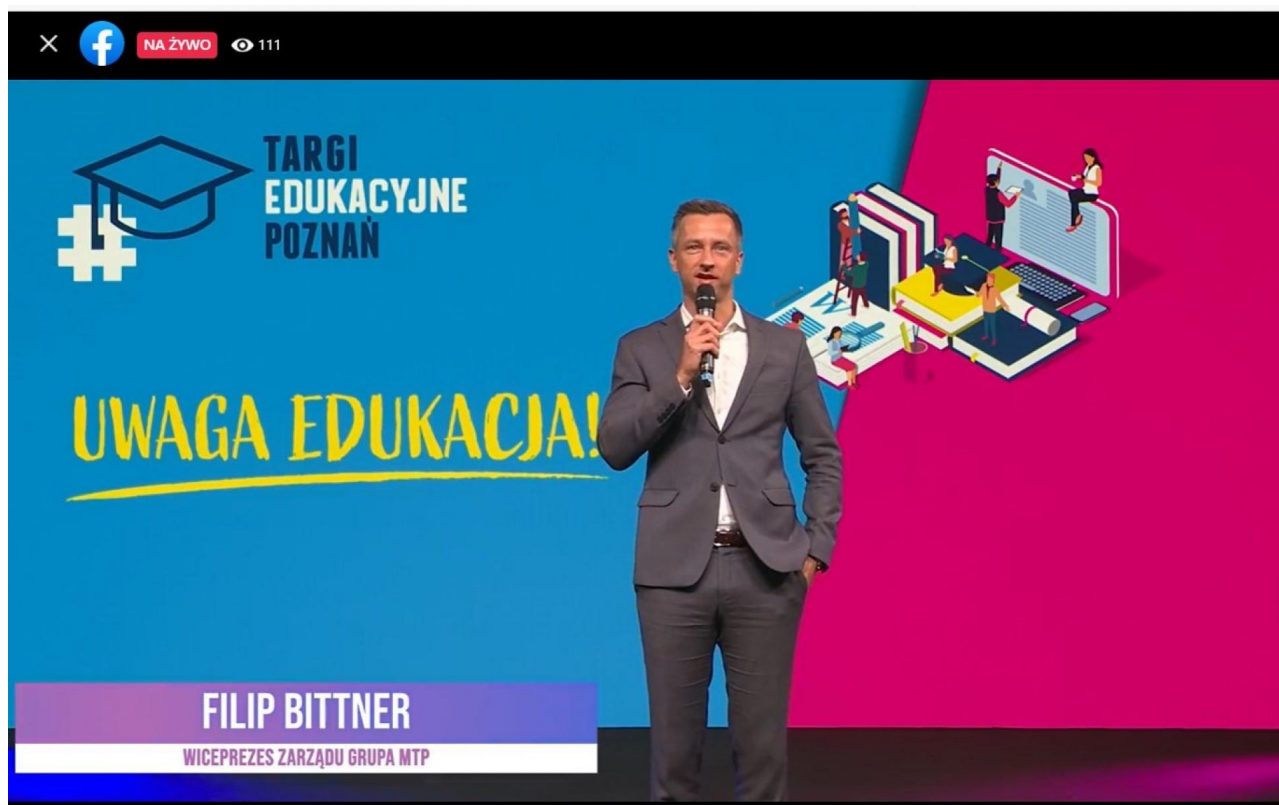 NA ŻYWO 111
TARGI
EDUKACYJNE
POZNAŃ
#
UWAGA EDUKACJA!
W
FILIP BITTNER
WICEPREZES ZARZĄDU GRUPA MTP